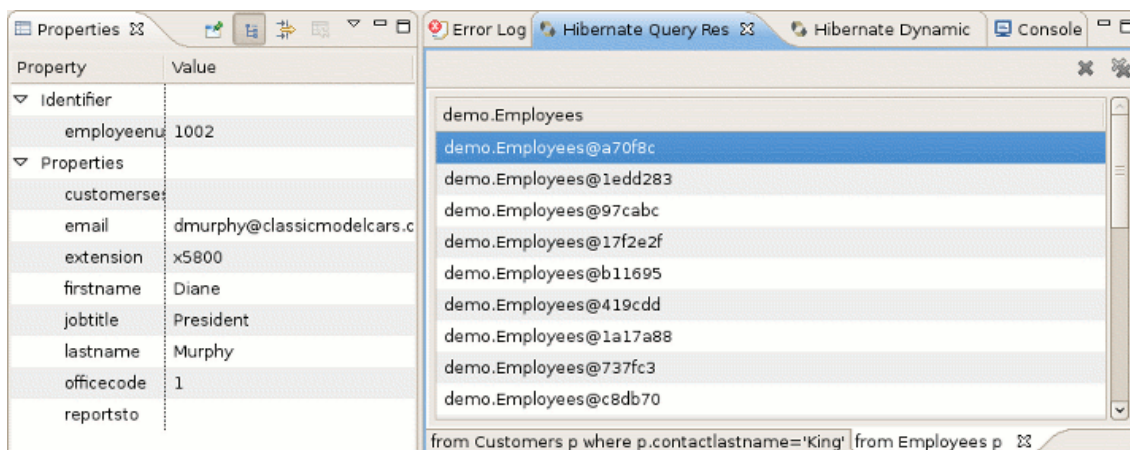 Properties
Property Value
Identifier
employeenu 1002
Properties
customerse
email dmurphy@classicmodelcars.c
extension x5800
firstname Diane
jobtitle President
lastname Murphy
officecode 1
reportsto
Error Log Hibernate Query Res Hibernate Dynamic Console
demo.Employees
demo.Employees@a70f8c
demo.Employees@1edd283
demo.Employees@97cabc
demo.Employees@17f2e2f
demo.Employees@b11695
demo.Employees@419cdd
demo.Employees@1a17a88
demo.Employees@737fc3
demo.Employees@c8db70
from Customers p where p.contactlastname='King' from Employees p